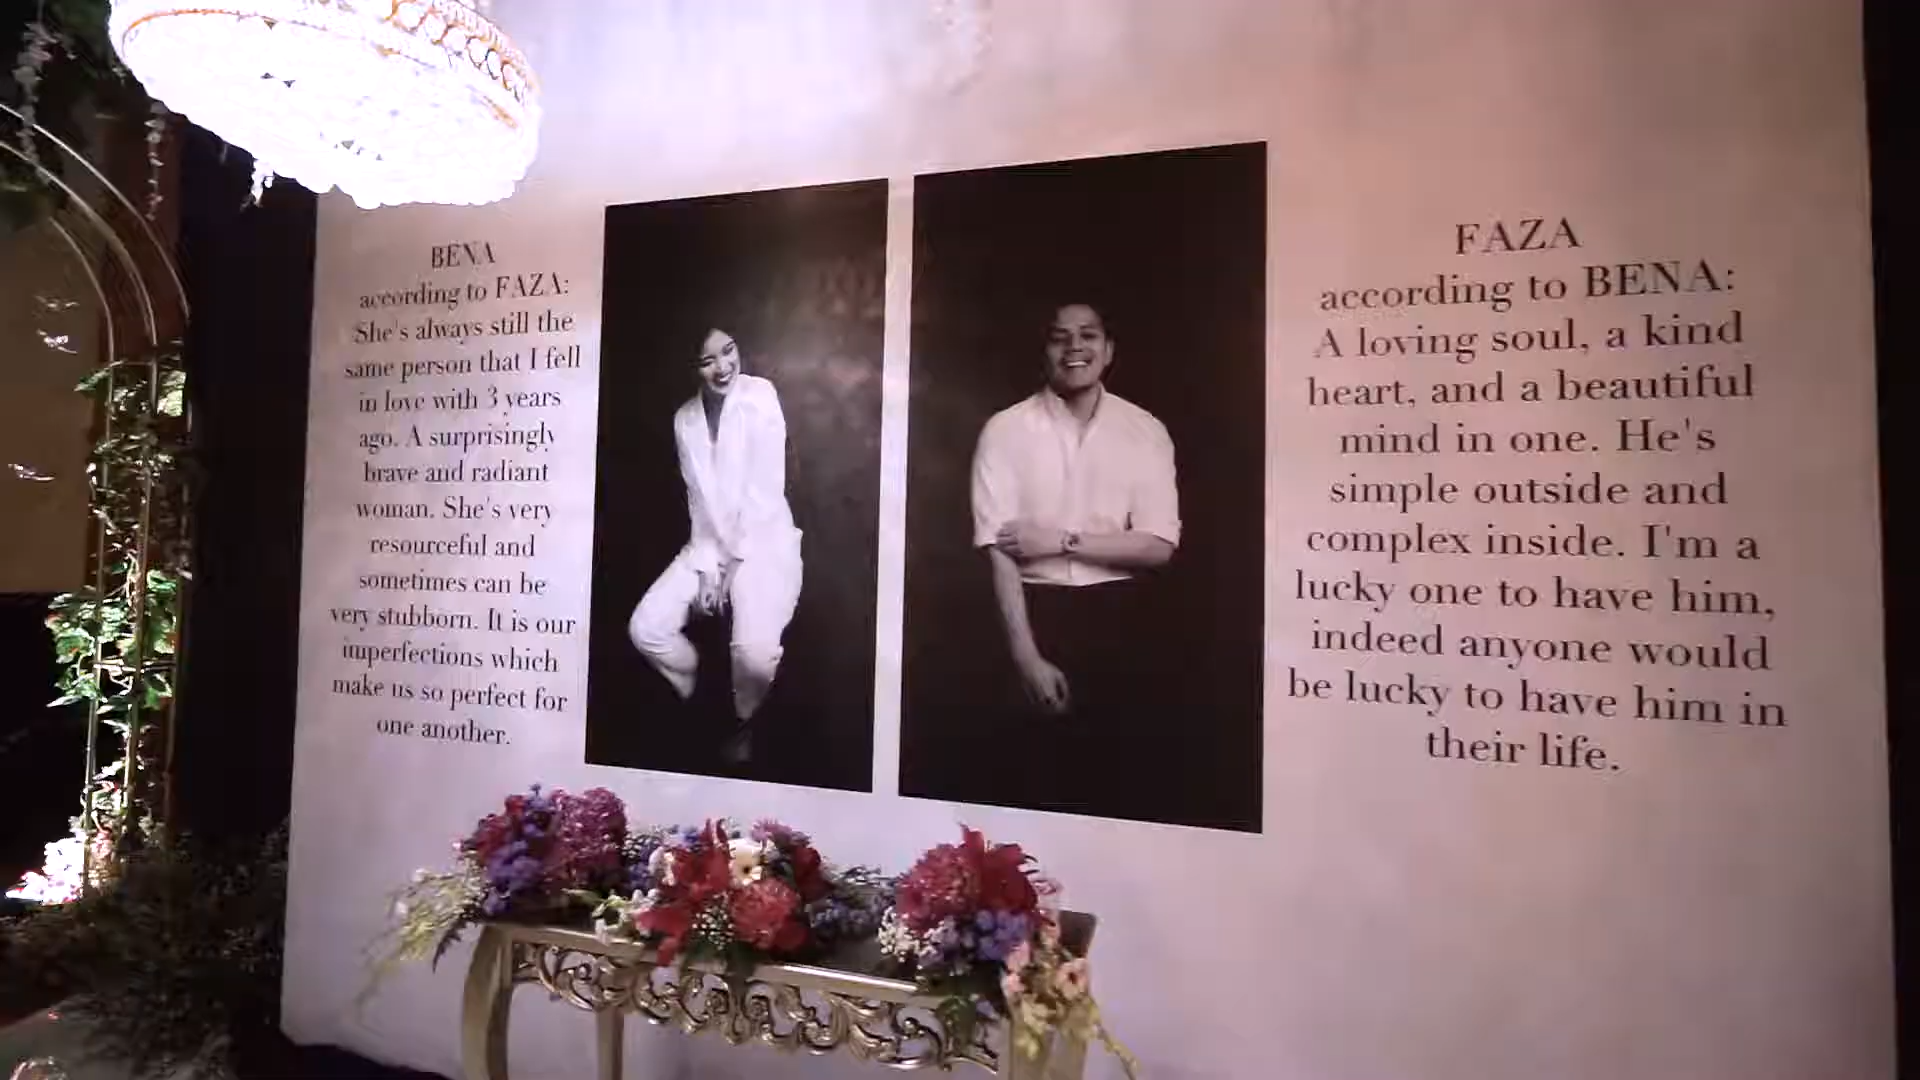 BENA
according to FAZA:
She's always still the
same person that I fell
in love with 3 years
ago. A surprisingly
brave and radiant
woman. She's very
resourceful and
sometimes can be
very stubborn. It is our
imperfections which
make us so perfect for
one another.
FAZA
according to BENA:
A loving soul, a kind
heart, and a beautiful
mind in one. He's
simple outside and
complex inside. I'm a
lucky one to have him,
indeed anyone would
be lucky to have him in
their life.